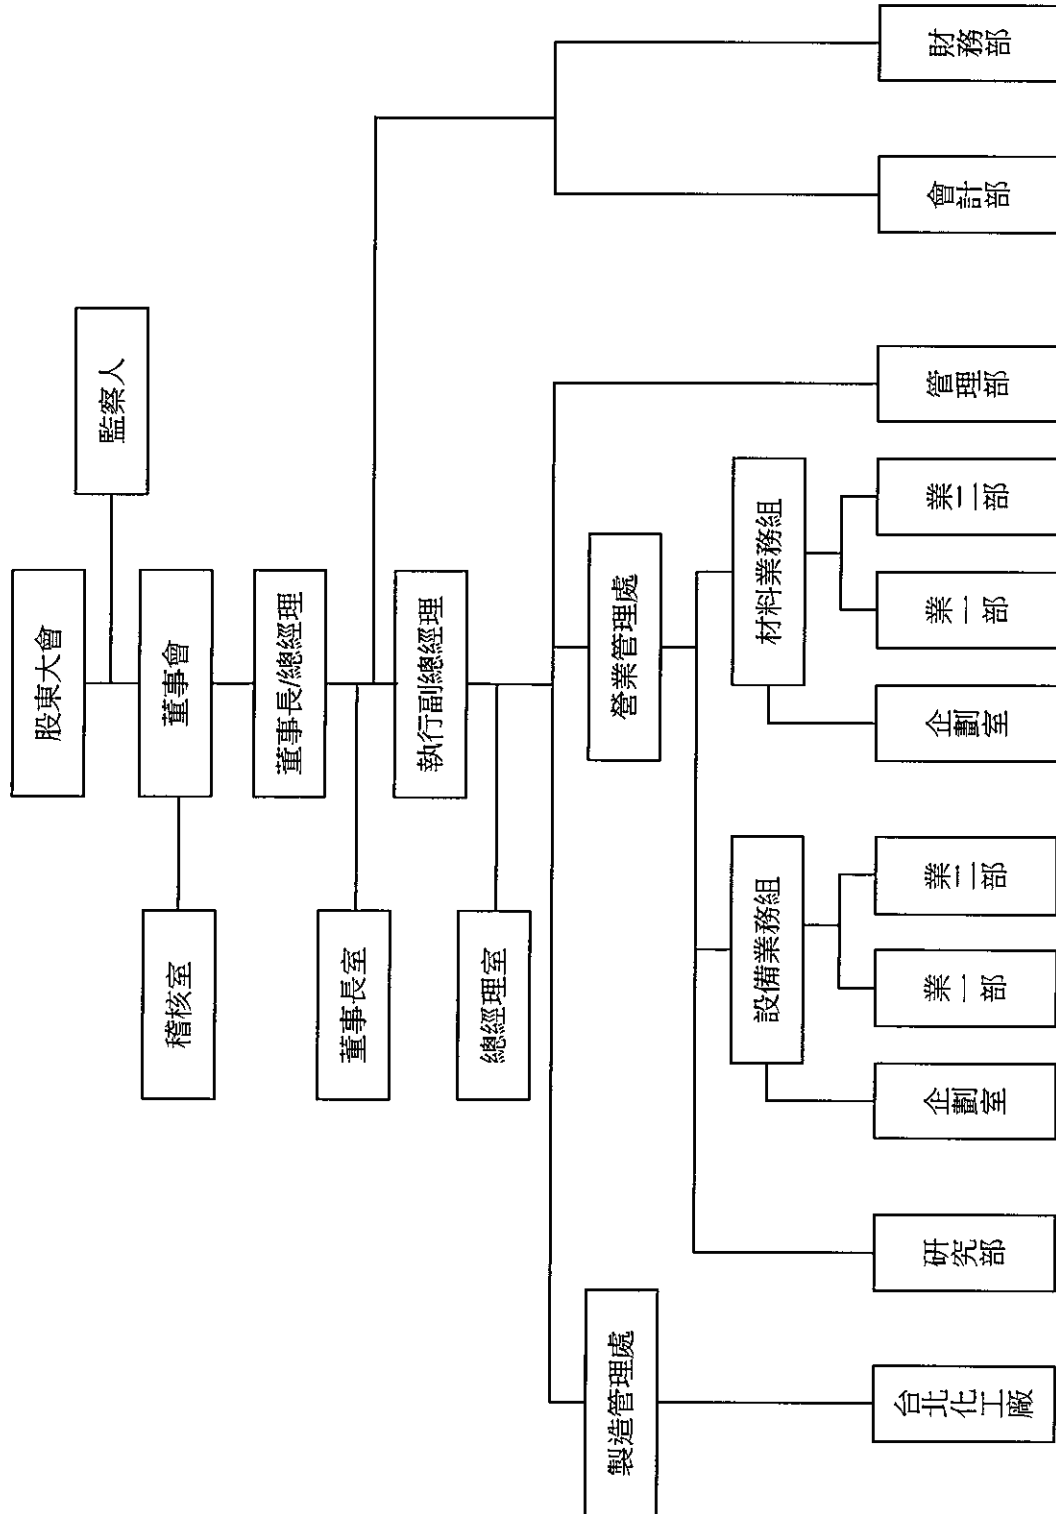 股東大會
監察人
董事會
稽核室
董事長/總經理
董事長室
執行副總經理
總經理室
製造管理處
營業管理處
設備業務組
材料業務組
台北化工廠
研究部
企劃室
業一部
業二部
企劃室
業一部
業二部
管理部
會計部
財務部